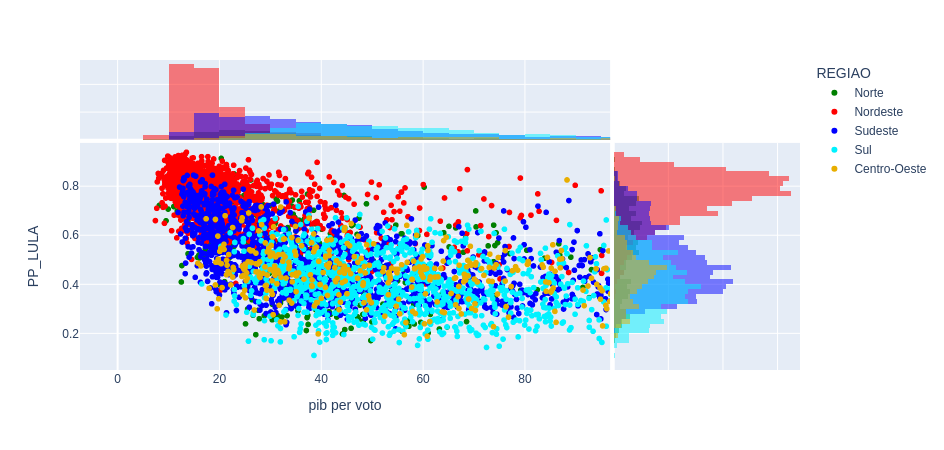 REGIAO
Norte
Nordeste
Sudeste
Sul
Centro-Oeste
PP_LULA
0.8
0.6
0.4
0.2
0
20
40
60
80
pib per voto